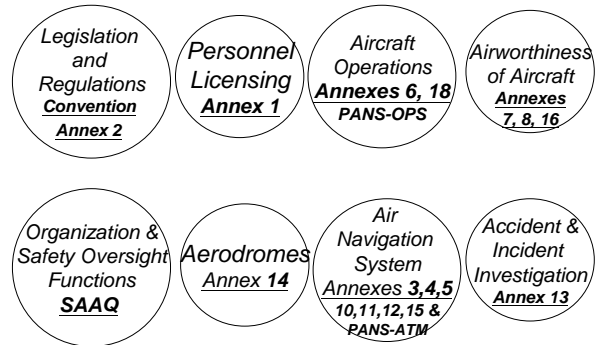 Legislation
and
Regulations
Convention
Annex 2
Personnel
Licensing
Annex 1
Aircraft
Operations
Annexes 6, 18
PANS-OPS
Airworthiness
of Aircraft
Annexes
7, 8, 16
Organization &
Safety Oversight
Functions
SAAQ
Aerodromes
Annex 14
Air
Navigation
System
Annexes 3,4,5
10,11,12,15 &
PANS-ATM
Accident &
Incident
Investigation
Annex 13